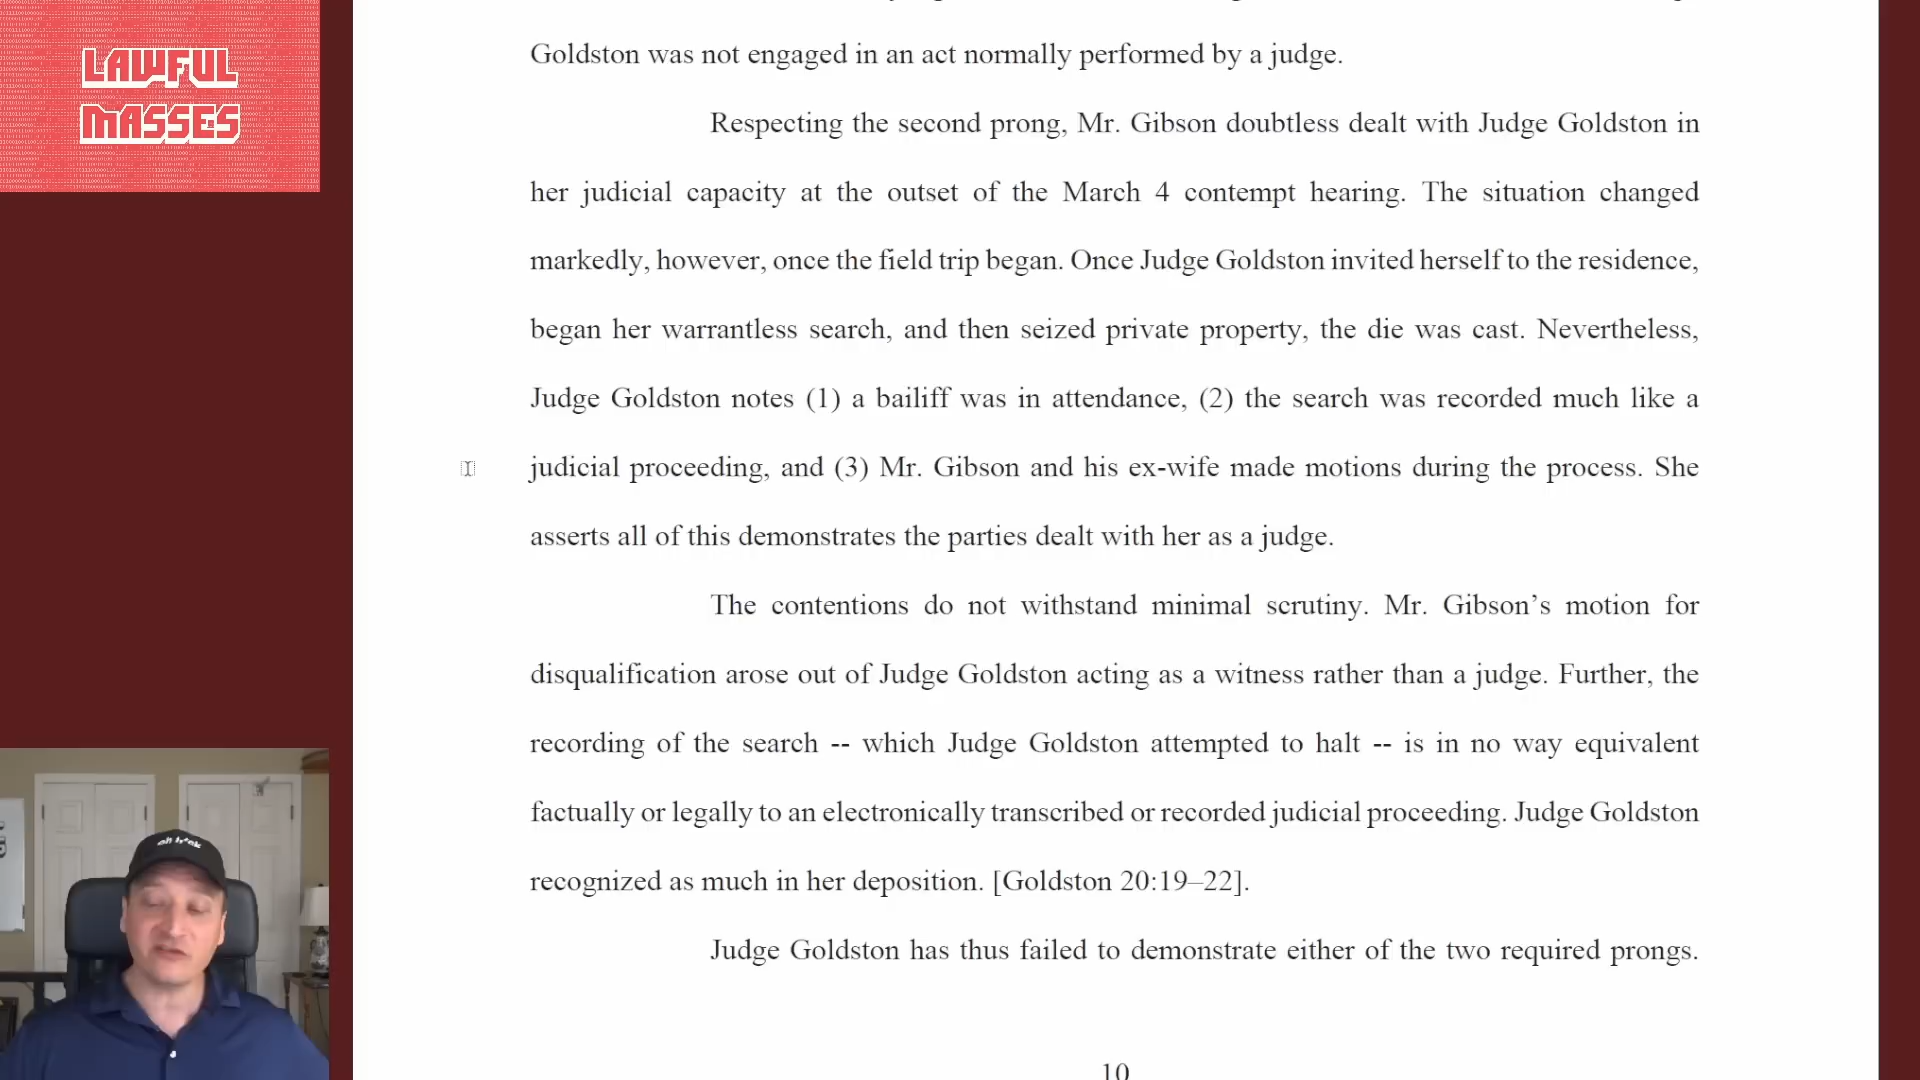 LAWFUL
MASSES
Goldston was not engaged in an act normally performed by a judge.
Respecting the second prong, Mr. Gibson doubtless dealt with Judge Goldston in
her judicial capacity at the outset of the March 4 contempt hearing. The situation changed
markedly, however, once the field trip began. Once Judge Goldston invited herself to the residence,
began her warrantless search, and then seized private property, the die was cast. Nevertheless,
Judge Goldston notes (1) a bailiff was in attendance, (2) the search was recorded much like a
judicial proceeding, and (3) Mr. Gibson and his ex-wife made motions during the process. She
asserts all of this demonstrates the parties dealt with her as a judge.
The contentions do not withstand minimal scrutiny. Mr. Gibson’s motion for
disqualification arose out of Judge Goldston acting as a witness rather than a judge. Further, the
recording of the search -- which Judge Goldston attempted to halt -- is in no way equivalent
factually or legally to an electronically transcribed or recorded judicial proceeding. Judge Goldston
recognized as much in her deposition. [Goldston 20:19–22].
Judge Goldston has thus failed to demonstrate either of the two required prongs.
10